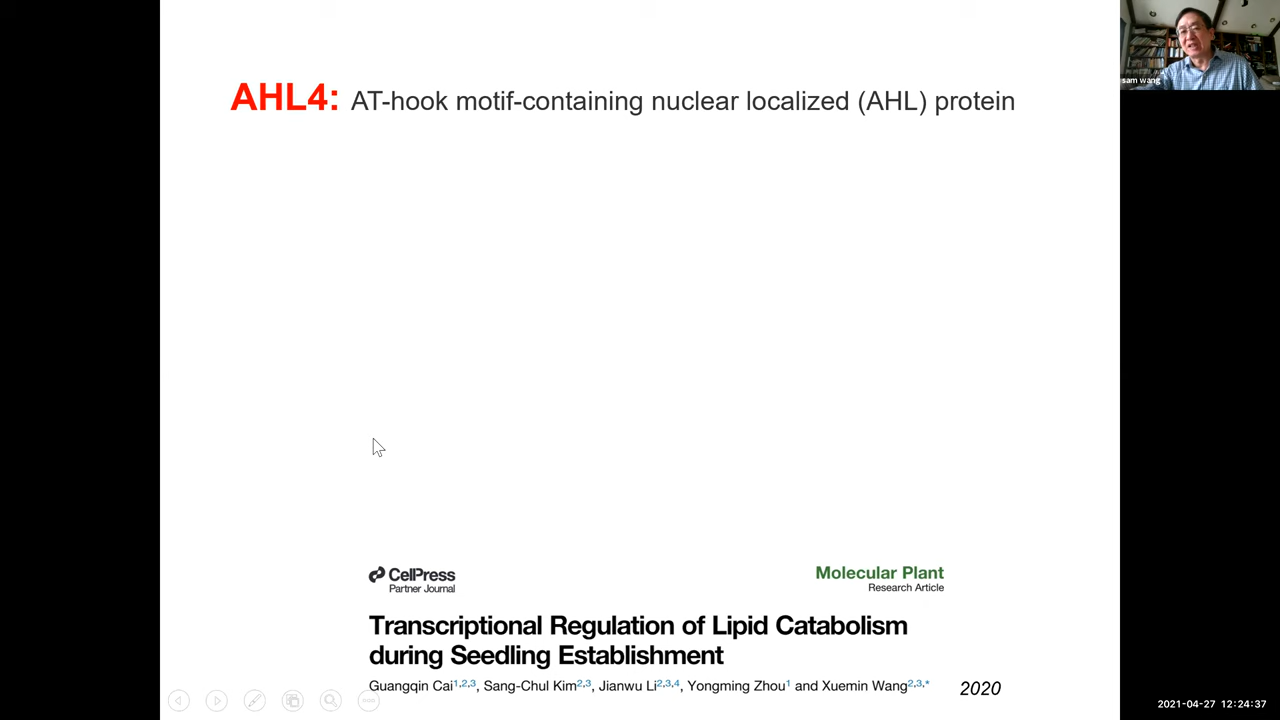 sam wang
AHL4: AT-hook motif-containing nuclear localized (AHL) protein
CelPress
Partner Journal
Molecular Plant
Research Article
Transcriptional Regulation of Lipid Catabolism
during Seedling Establishment
Guangqin Cai1,2,3, Sang-Chul Kim2,3, Jianwu Li2,3,4, Yongming Zhou1 and Xuemin Wang2,3,*
2020
2021-04-27 12:24:37